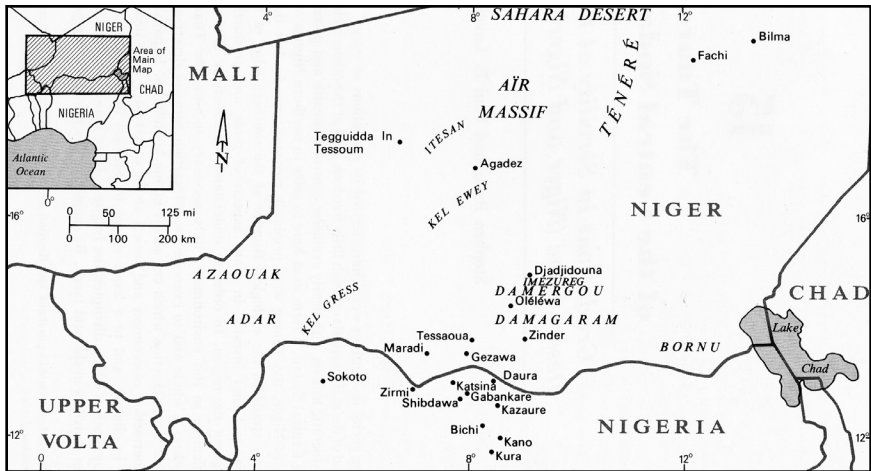 4°
8°
SAHARA DESERT
12°
NIGER
Area of
Main
Map
CHAD
NIGERIA
Atlantic
Ocean
0°
MALI
N
0 50 125 mi
0 100 200 km
Bilma
Fachi
TÉNÉRÉ
AÏR
MASSIF
Tegguidda In
Tessoum
ITESAN
Agadez
KEL EWEY
16°
NIGER
16°
AZAOUAK
Djadjidouna
IMEZUREG
DAMERGOU
Oléléwa
CHAD
ADAR
KEL GRESS
DAMAGARAM
Tessaoua
Zinder
Lake
Chad
Maradi
Gezawa
BORNU
Sokoto
Zirmi
Katsina
Daura
Shibdawa
Gabankare
Kazaure
UPPER
VOLTA
Bichi
NIGERIA
Kano
Kura
12°
0
4°
8°
12°
12°